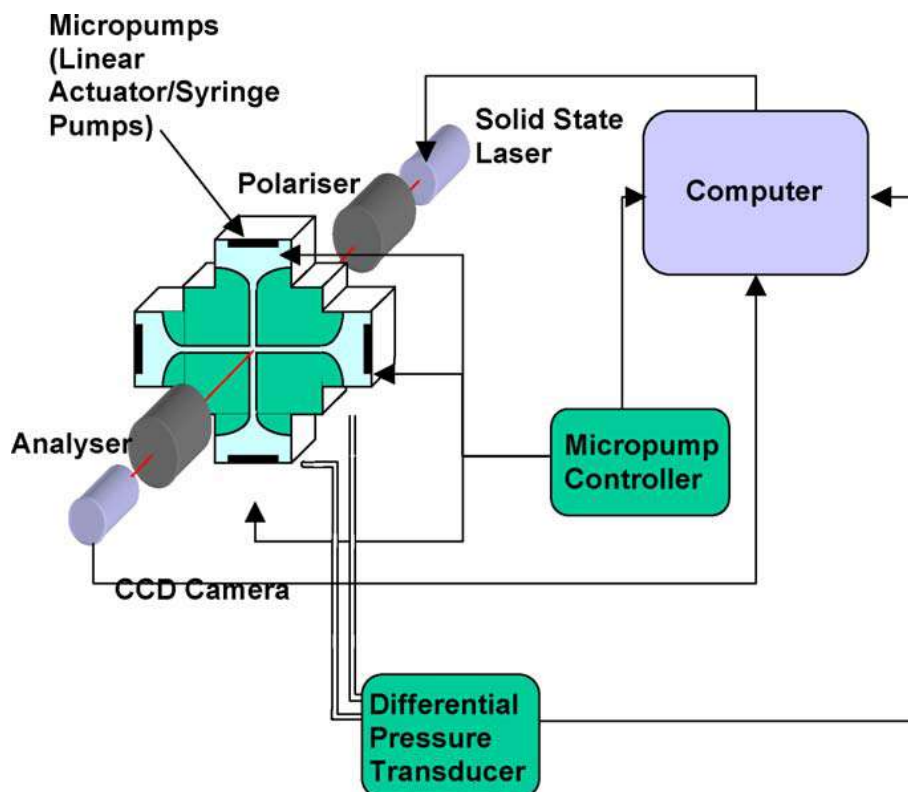 Micropumps
(Linear
Actuator/Syringe
Pumps)
Solid State
Laser
Polariser
Computer
Analyser
Micropump
Controller
CCD Camera
Differential
Pressure
Transducer